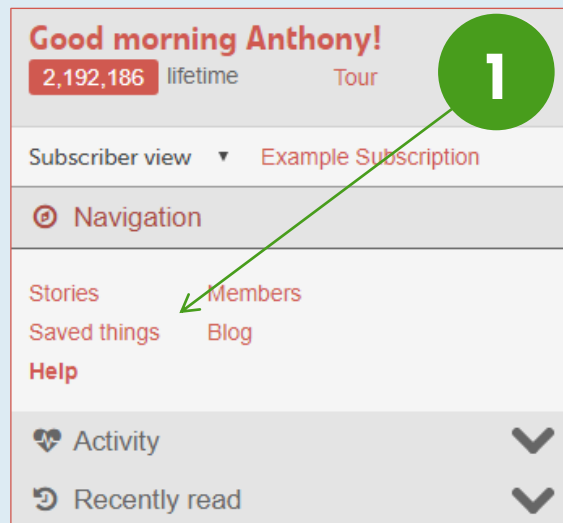 Good morning Anthony!
2,192,186 lifetime Tour
1
Subscriber view ▼ Example Subscription
Navigation
Stories Members
Saved things Blog
Help
Activity
Recently read